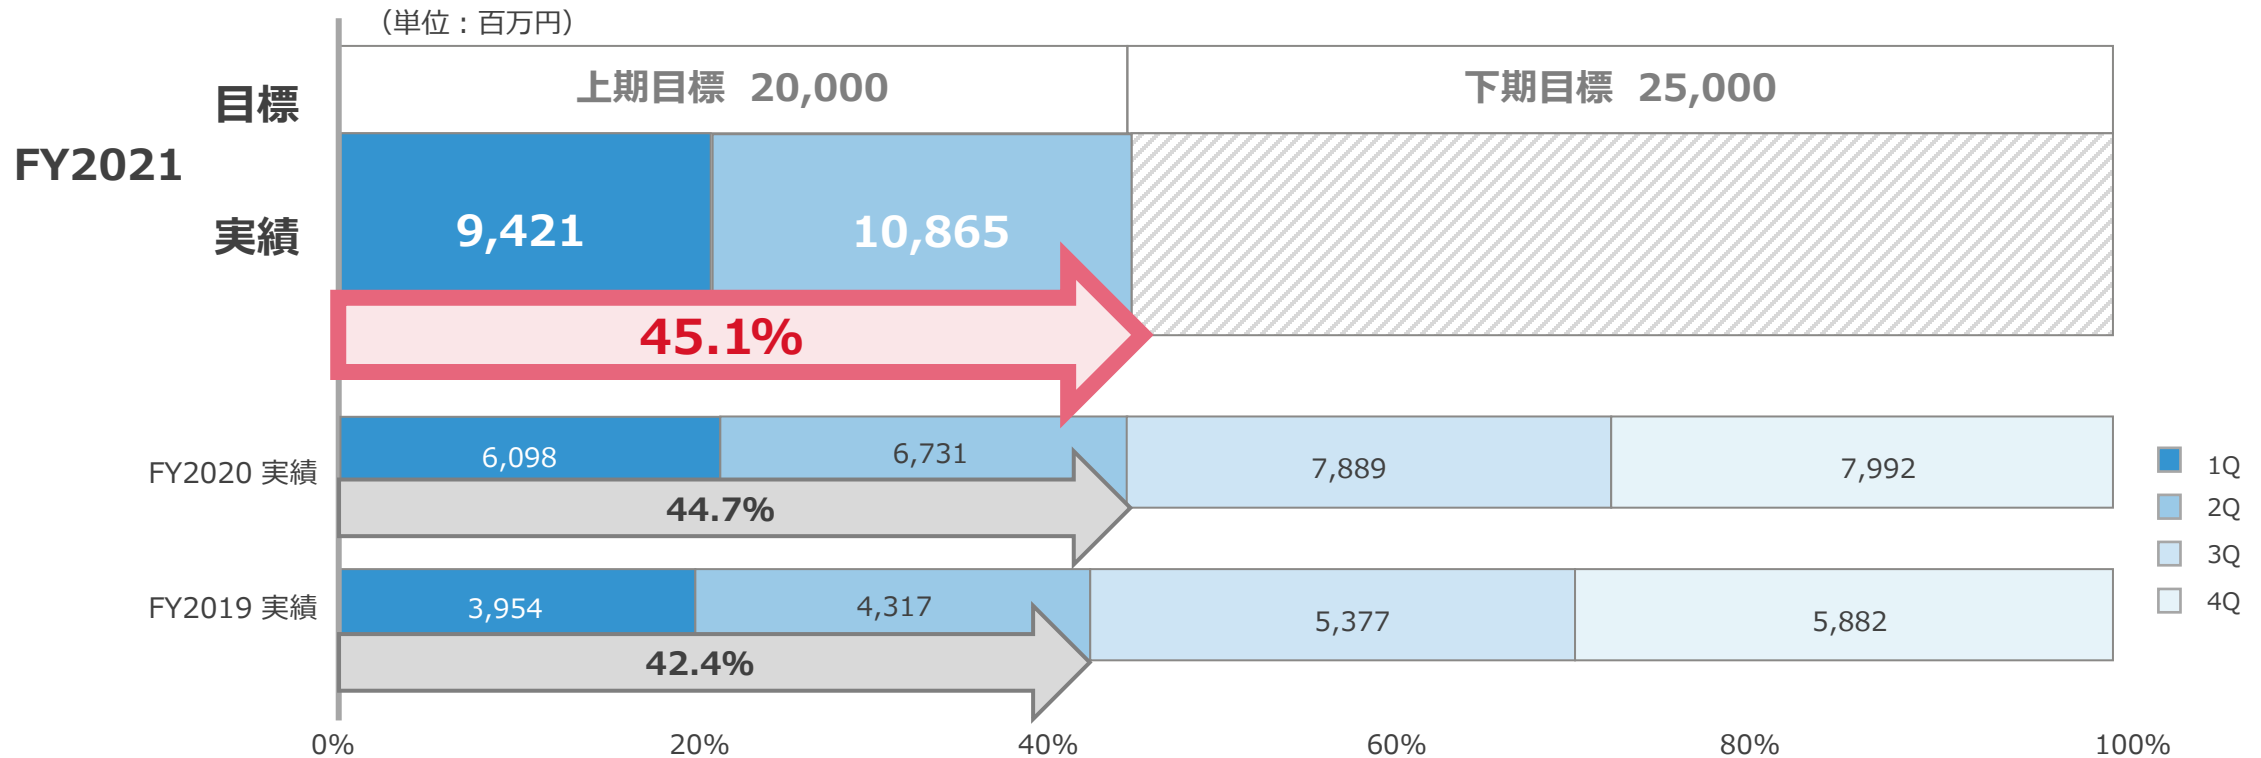 （単位：百万円）
上期目標 20,000
下期目標 25,000
目標
FY2021
実績
9,421
10,865
45.1%
FY2020 実績
6,098
6,731
7,889
7,992
44.7%
FY2019 実績
3,954
4,317
5,377
5,882
42.4%
1Q
2Q
3Q
4Q
0%
20%
40%
60%
80%
100%